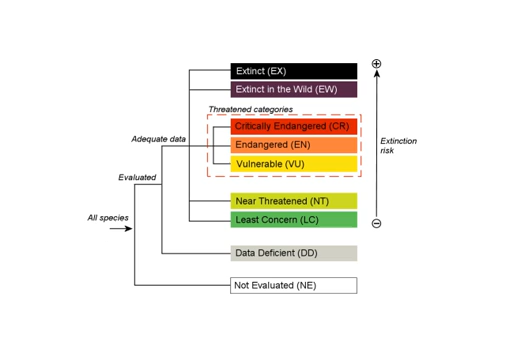 Extinct (EX)
Extinct in the Wild (EW)
Threatened categories
Critically Endangered (CR)
Adequate data
Endangered (EN)
Extinction
risk
Vulnerable (VU)
Evaluated
Near Threatened (NT)
All species
Least Concern (LC)
Data Deficient (DD)
Not Evaluated (NE)